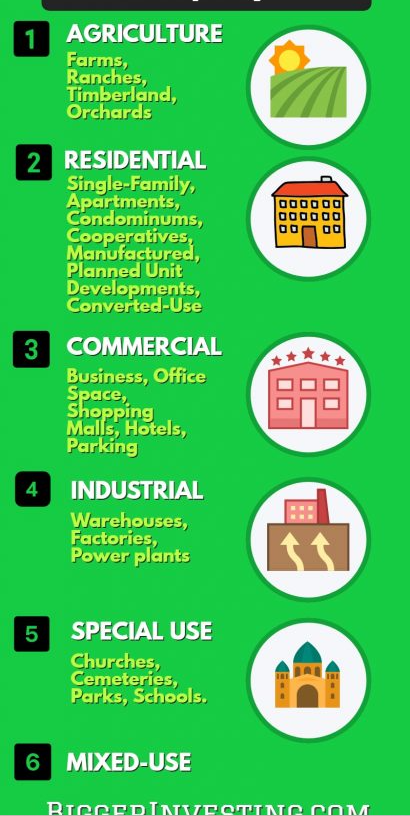 1 AGRICULTURE
Farms,
Ranches,
Timberland,
Orchards
2 RESIDENTIAL
Single-Family,
Apartments,
Condominums,
Cooperatives,
Manufactured,
Planned Unit
Developments,
Converted-Use
3 COMMERCIAL
Business, Office
Space,
Shopping
Malls, Hotels,
Parking
4 INDUSTRIAL
Warehouses,
Factories,
Power plants
5 SPECIAL USE
Churches,
Cemeteries,
Parks, Schools.
6 MIXED-USE
BIGGERINVESTING.COM